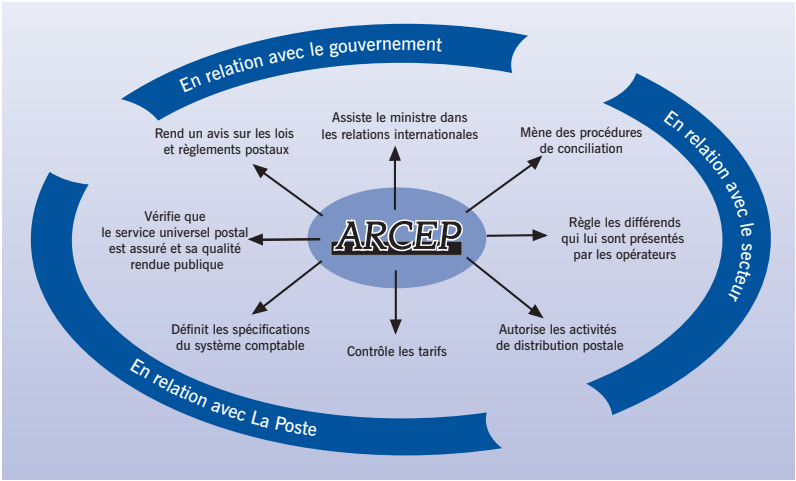 En relation avec le gouvernement
Assiste le ministre dans
les relations internationales
Rend un avis sur les lois
et règlements postaux
Mène des procédures
de conciliation
En relation avec le secteur
Vérifie que
le service universel postal
est assuré et sa qualité
rendue publique
ARCEP
Règle les différends
qui lui sont présentés
par les opérateurs
Définit les spécifications
du système comptable
Contrôle les tarifs
Autorise les activités
de distribution postale
En relation avec La Poste